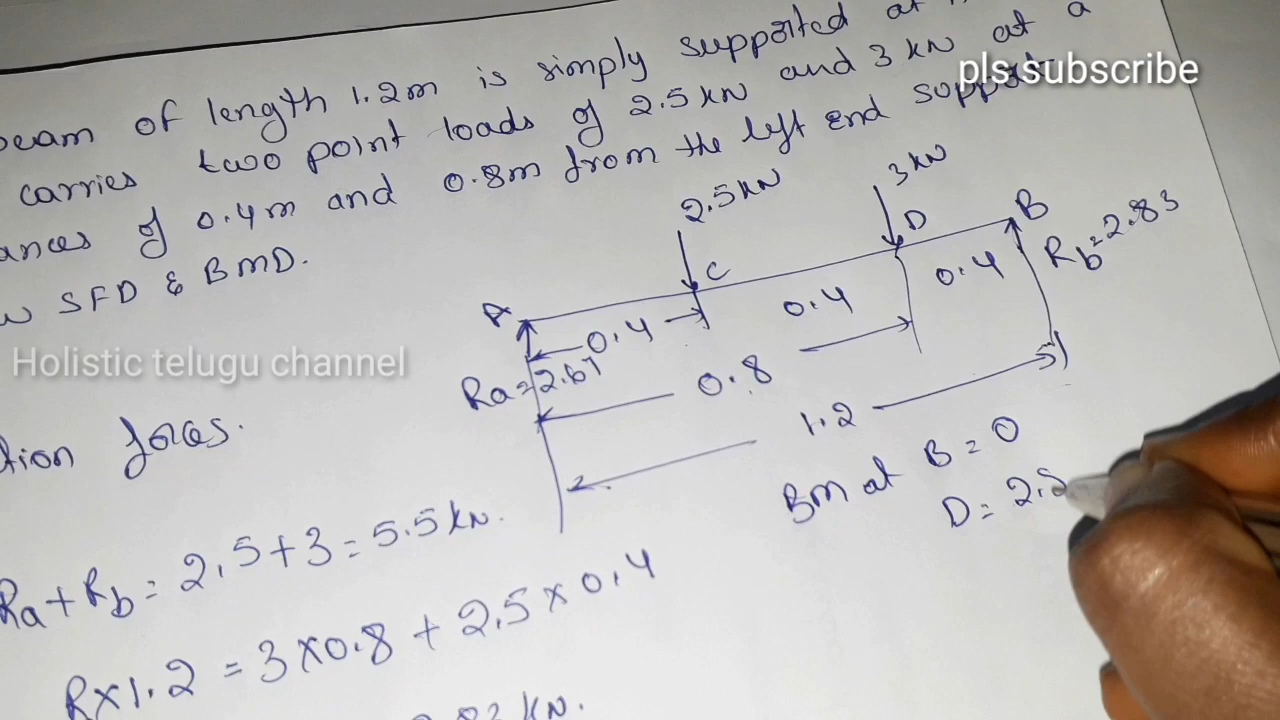 beam of length 1.2m is simply supported at
carries two point loads of 2.5 KN and 3 KN at a
ances of 0.4m and 0.8m from the left end support
SFD & BMD.
pls subscribe
Holistic telugu channel
2.5 KN
3 KN
A
C
D
B
0.4
0.4
0.4
Ra=2.67
Rb=2.83
0.8
1.2
tion forces.
BM at B = 0
D = 2.8
Ra+Rb = 2.5+3 = 5.5 kN.
R×1.2 = 3×0.8 + 2.5×0.4
kN.